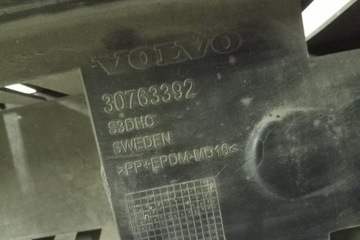 VOLVO
30763392
S3DHC
SWEDEN
>PP+EPDM-MD10<